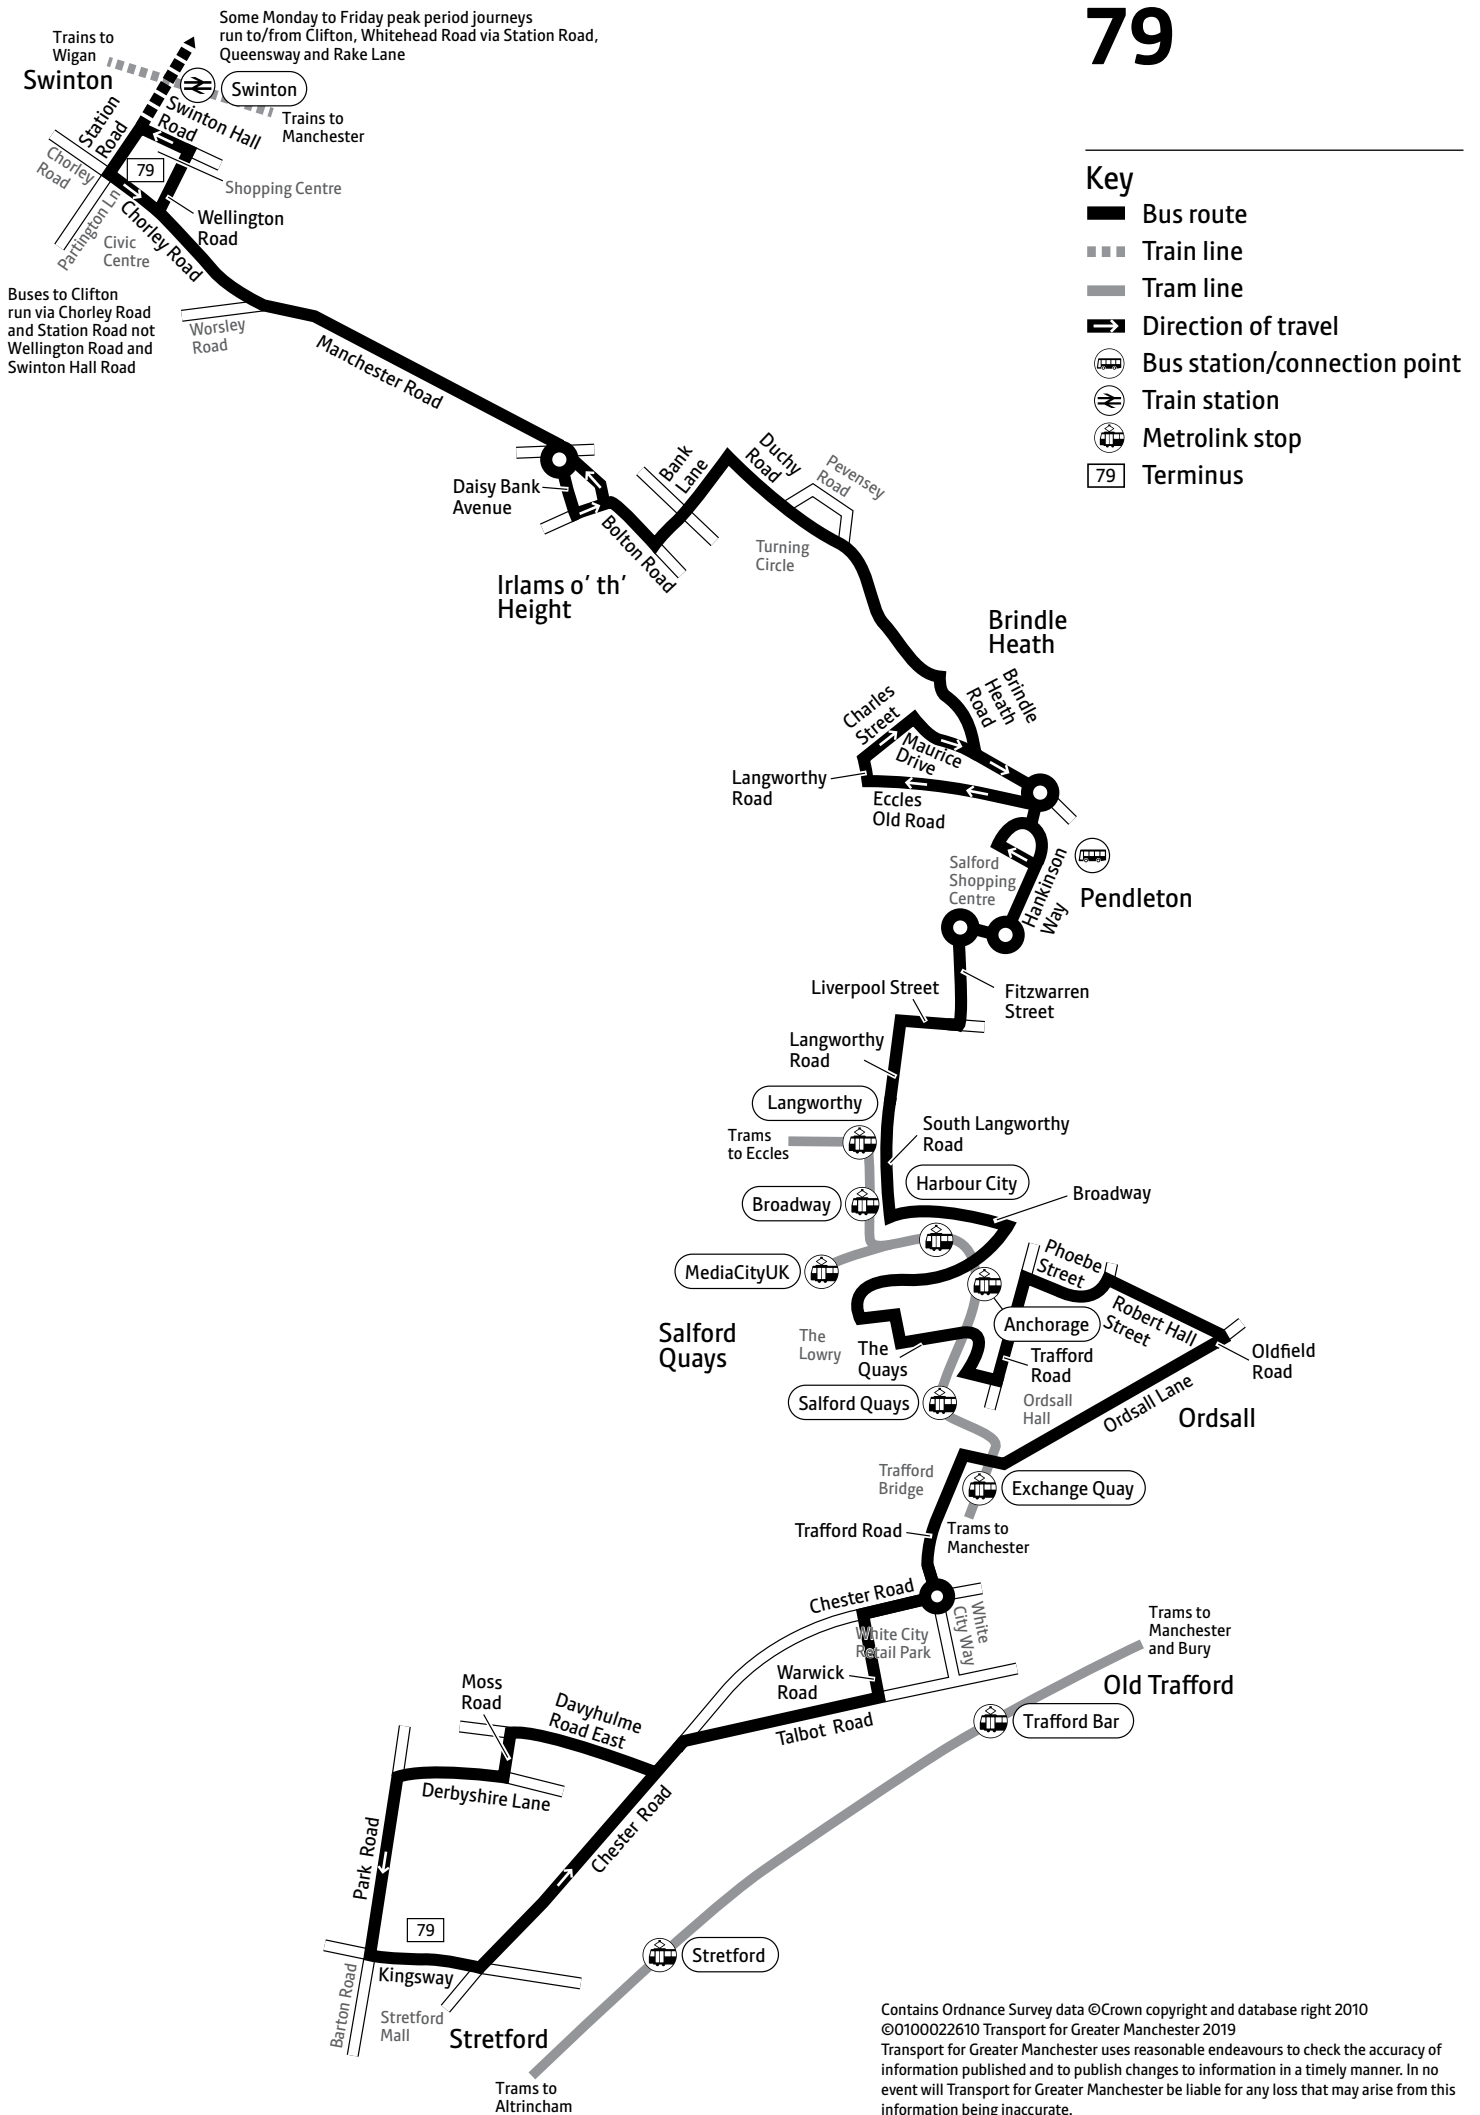 79
Some Monday to Friday peak period journeys
run to/from Clifton, Whitehead Road via Station Road,
Queensway and Rake Lane
Trains to
Wigan
Swinton
Swinton
Trains to
Manchester
Station
Road
Swinton Hall
Road
Chorley
Road
79
Shopping Centre
Partington Ln
Civic
Centre
Chorley Road
Wellington
Road
Buses to Clifton
run via Chorley Road
and Station Road not
Wellington Road and
Swinton Hall Road
Worsley
Road
Manchester Road
Key
Bus route
Train line
Tram line
Direction of travel
Bus station/connection point
Train station
Metrolink stop
79 Terminus
Daisy Bank
Avenue
Bank
Lane
Duchy
Road
Pevensey
Road
Bolton Road
Turning
Circle
Irlams o' th'
Height
Brindle
Heath
Brindle
Heath
Road
Charles
Street
Maurice
Drive
Langworthy
Road
Eccles
Old Road
Salford
Shopping
Centre
Hankinson
Way
Pendleton
Liverpool Street
Fitzwarren
Street
Langworthy
Road
Langworthy
Trams
to Eccles
South Langworthy
Road
Harbour City
Broadway
Broadway
MediaCityUK
Phoebe
Street
Robert Hall
Street
Anchorage
Salford
Quays
The
Lowry
The
Quays
Trafford
Road
Oldfield
Road
Salford Quays
Ordsall
Hall
Ordsall Lane
Ordsall
Trafford
Bridge
Exchange Quay
Trafford Road
Trams to
Manchester
Chester Road
White
City Way
White City
Retail Park
Trams to
Manchester
and Bury
Warwick
Road
Old Trafford
Talbot Road
Trafford Bar
Moss
Road
Davyhulme
Road East
Derbyshire Lane
Chester Road
Park Road
79
Kingsway
Stretford
Barton Road
Stretford
Mall
Stretford
Trams to
Altrincham
Contains Ordnance Survey data ©Crown copyright and database right 2010
©0100022610 Transport for Greater Manchester 2019
Transport for Greater Manchester uses reasonable endeavours to check the accuracy of
information published and to publish changes to information in a timely manner. In no
event will Transport for Greater Manchester be liable for any loss that may arise from this
information being inaccurate.